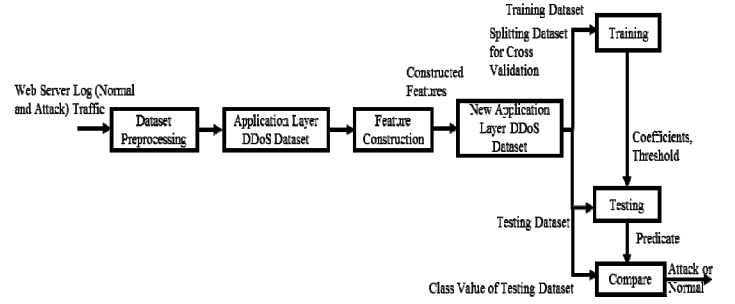 Training Dataset
Splitting Dataset
for Cross
Validation
Training
Web Server Log (Normal
and Attack) Traffic
Dataset
Preprocessing
Application Layer
DDoS Dataset
Feature
Construction
Constructed
Features
New Application
Layer DDoS
Dataset
Coefficients,
Threshold
Testing
Testing Dataset
Predicate
Class Value of Testing Dataset
Compare
Attack or
Normal